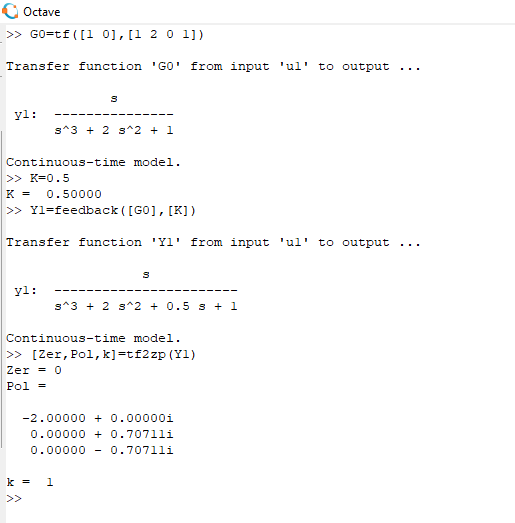 Octave
>> G0=tf([1 0],[1 2 0 1])
Transfer function 'G0' from input 'u1' to output ...
s
y1: ---------------
s^3 + 2 s^2 + 1
Continuous-time model.
>> K=0.5
K = 0.50000
>> Y1=feedback([G0],[K])
Transfer function 'Y1' from input 'u1' to output ...
s
y1: -----------------------
s^3 + 2 s^2 + 0.5 s + 1
Continuous-time model.
>> [Zer,Pol,k]=tf2zp(Y1)
Zer = 0
Pol =
-2.00000 + 0.00000i
0.00000 + 0.70711i
0.00000 - 0.70711i
k = 1
>>